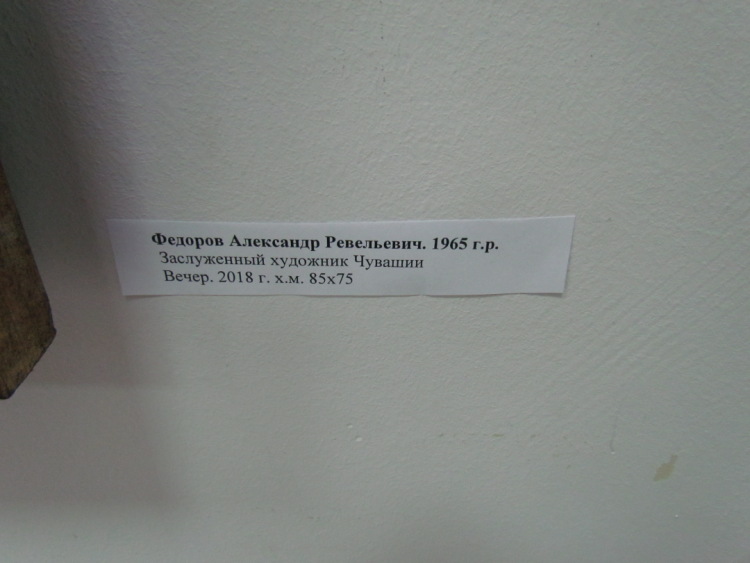 Федоров Александр Ревельевич. 1965 г.р.
Заслуженный художник Чувашии
Вечер. 2018 г. х.м. 85х75